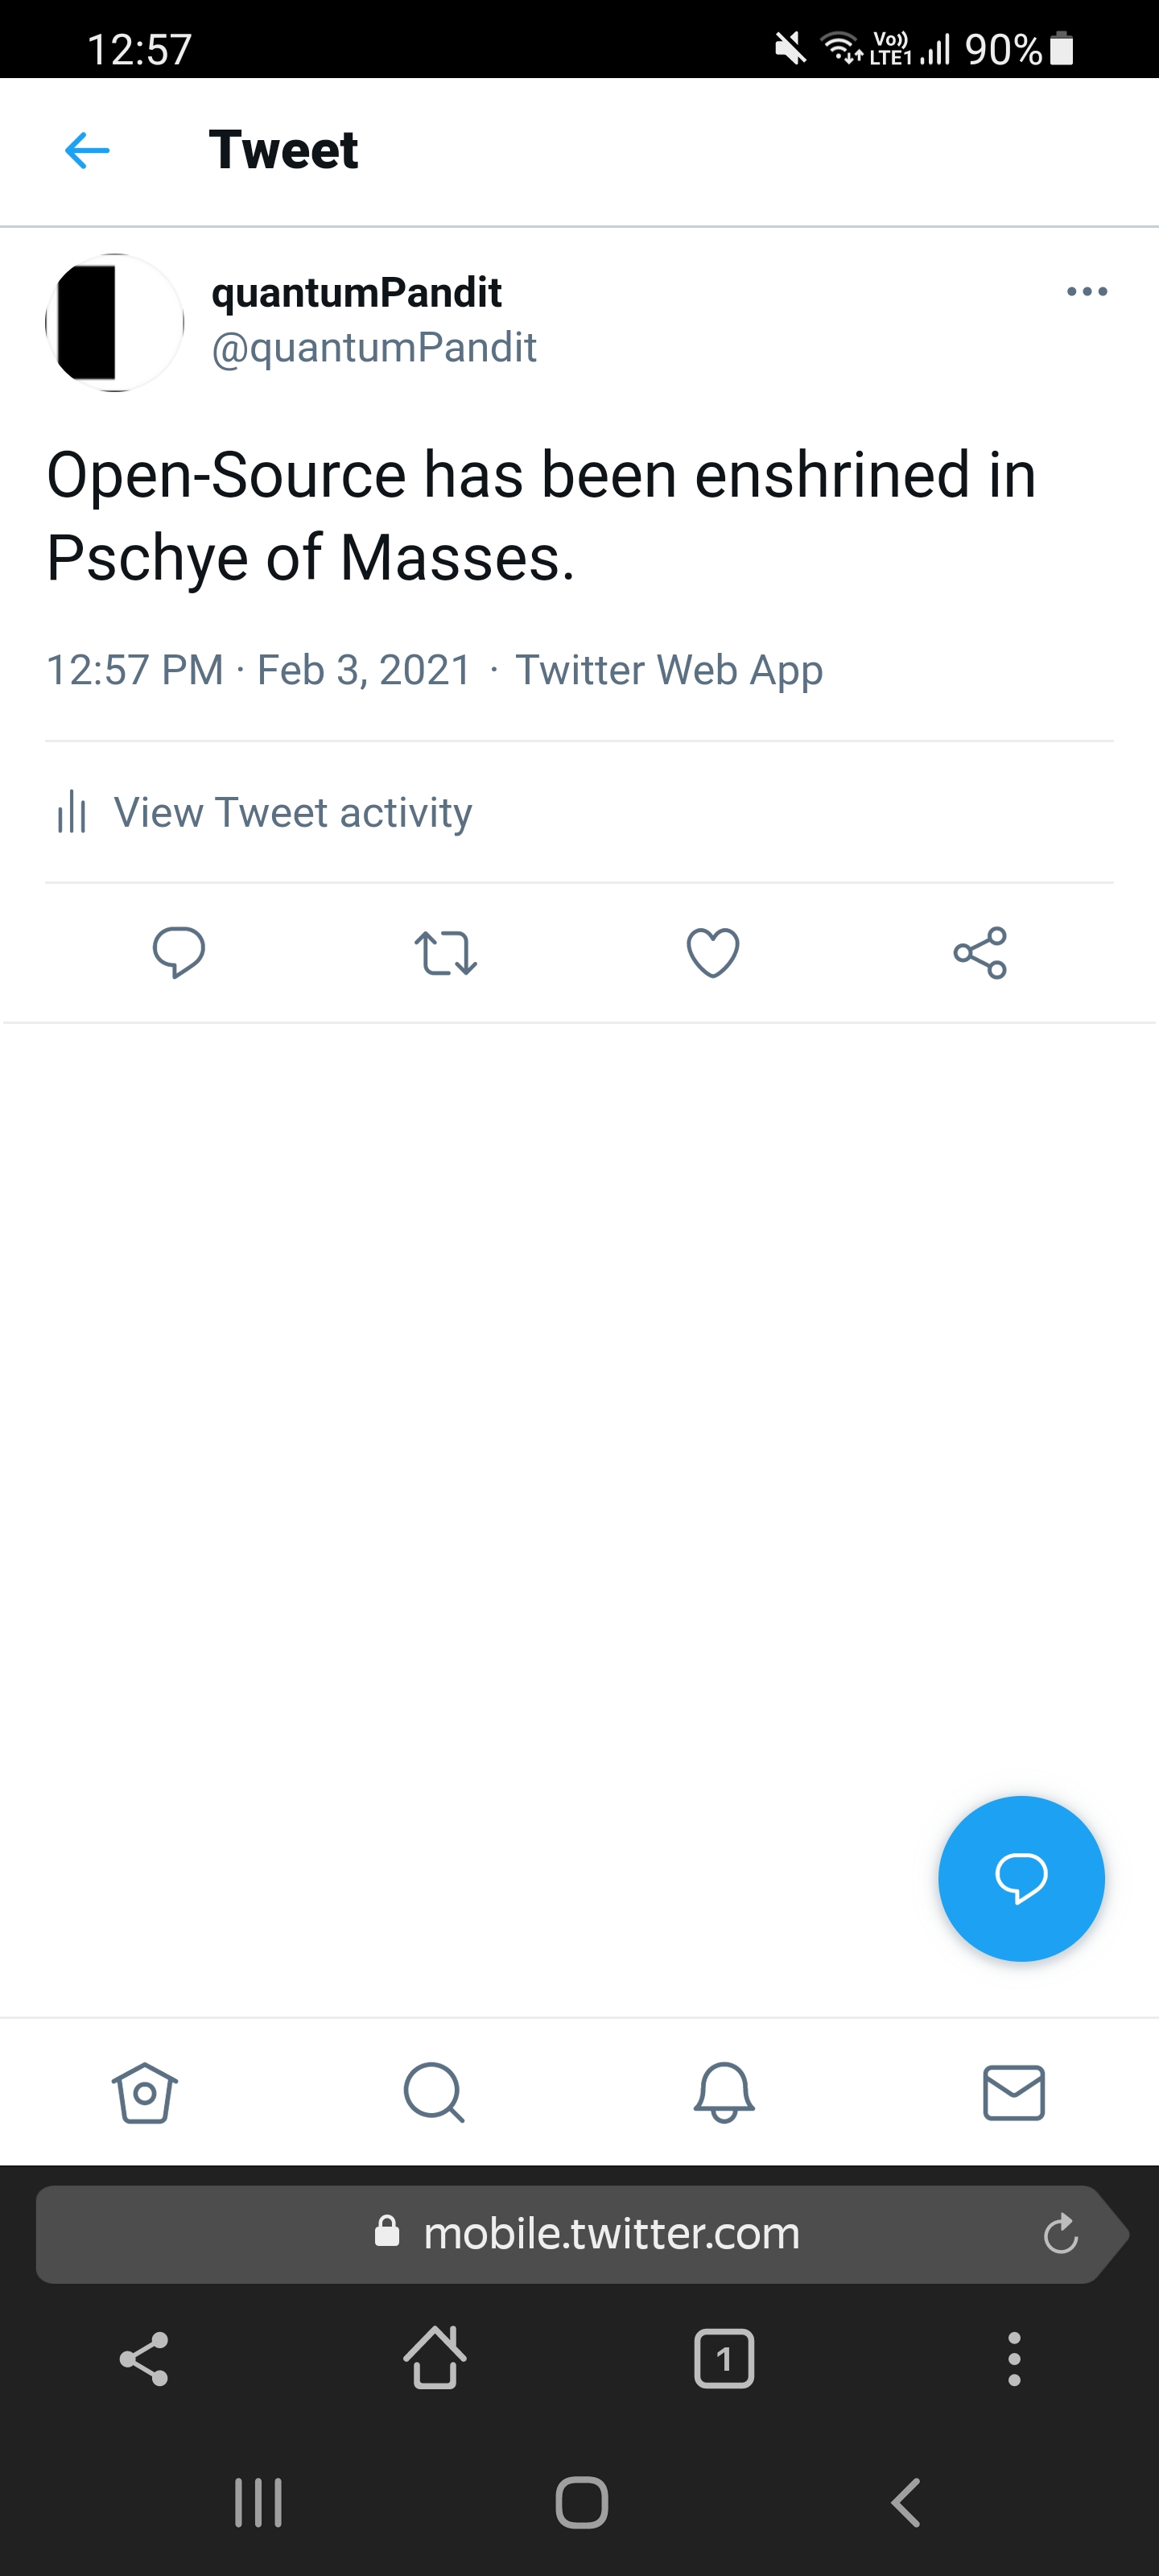 12:57
Vo)) LTE1 90%
Tweet
quantumPandit
@quantumPandit
Open-Source has been enshrined in
Pschye of Masses.
12:57 PM · Feb 3, 2021 · Twitter Web App
View Tweet activity
mobile.twitter.com
1